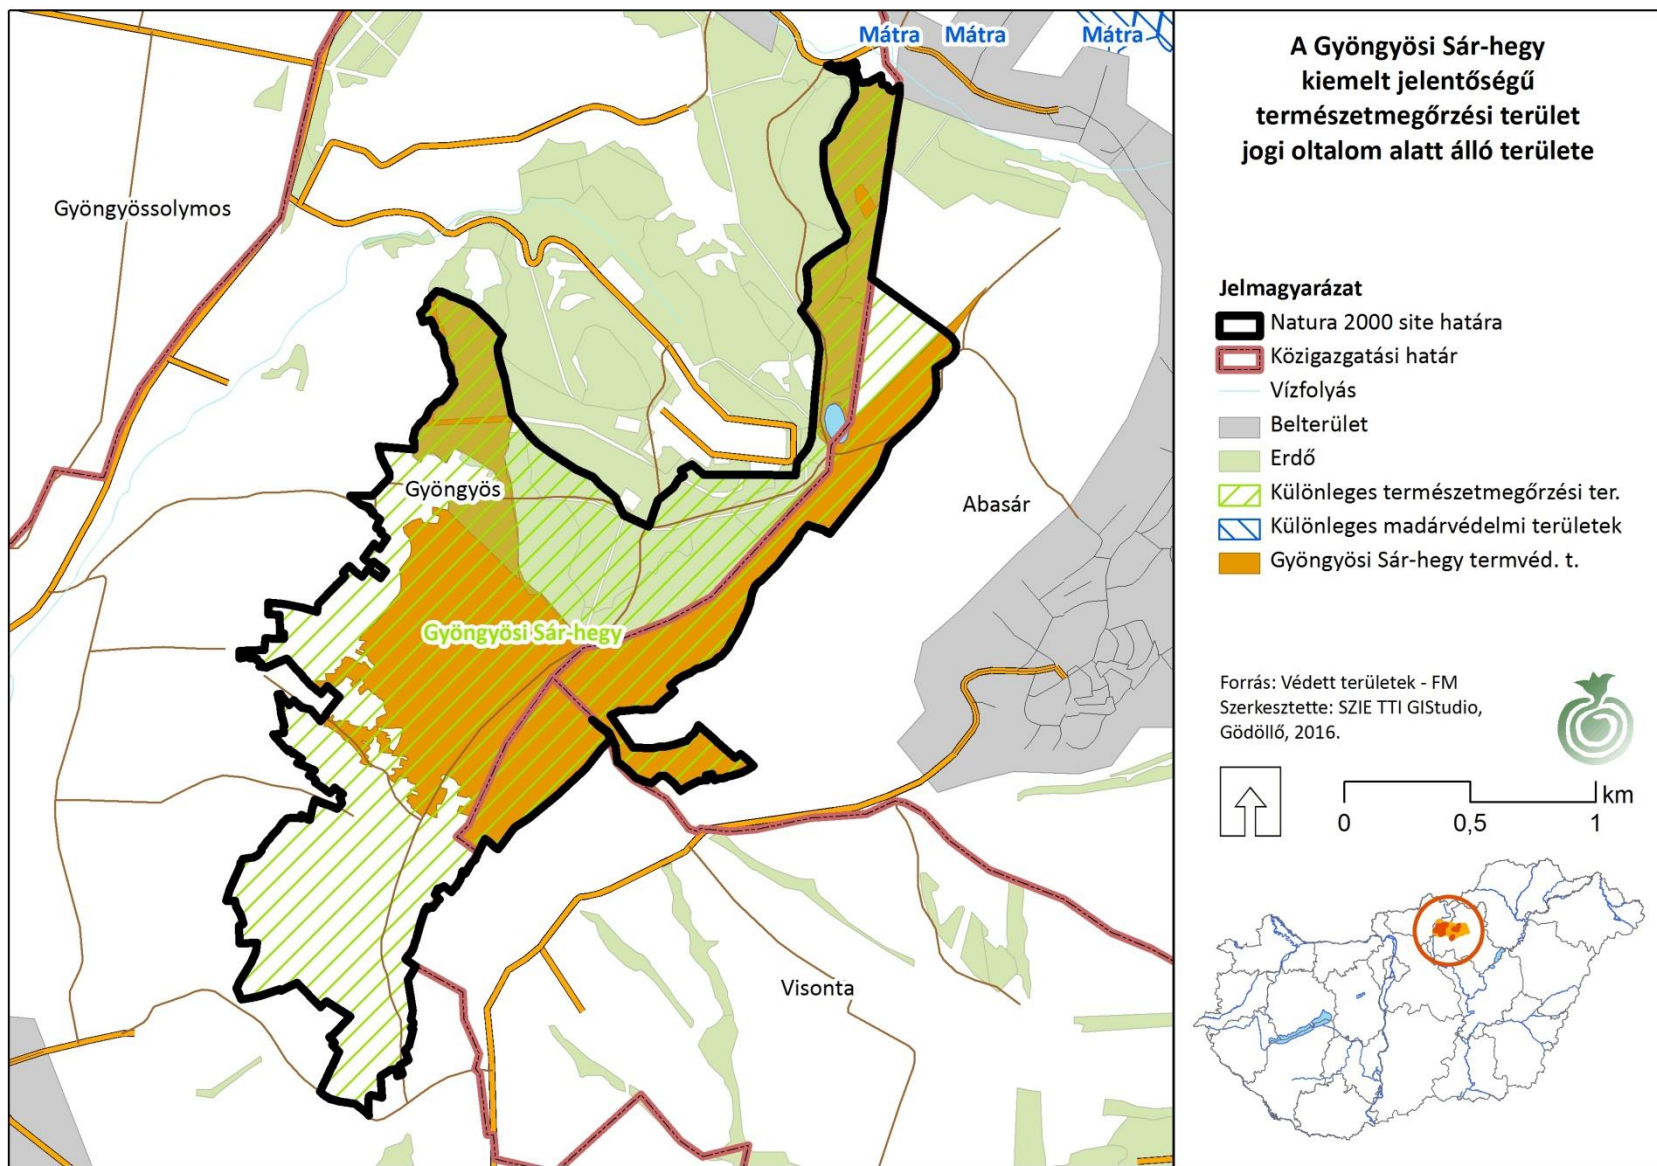 Mátra
Mátra
Mátra
Gyöngyössolymos
Gyöngyös
Abasár
Gyöngyösi Sár-hegy
Visonta
A Gyöngyösi Sár-hegy
kiemelt jelentőségű
természetmegőrzési terület
jogi oltalom alatt álló területe
Jelmagyarázat
Natura 2000 site határa
Közigazgatási határ
Vízfolyás
Belterület
Erdő
Különleges természetmegőrzési ter.
Különleges madárvédelmi területek
Gyöngyösi Sár-hegy termvéd. t.
Forrás: Védett területek - FM
Szerkesztette: SZIE TTI GIStudio,
Gödöllő, 2016.
km
0 0,5 1